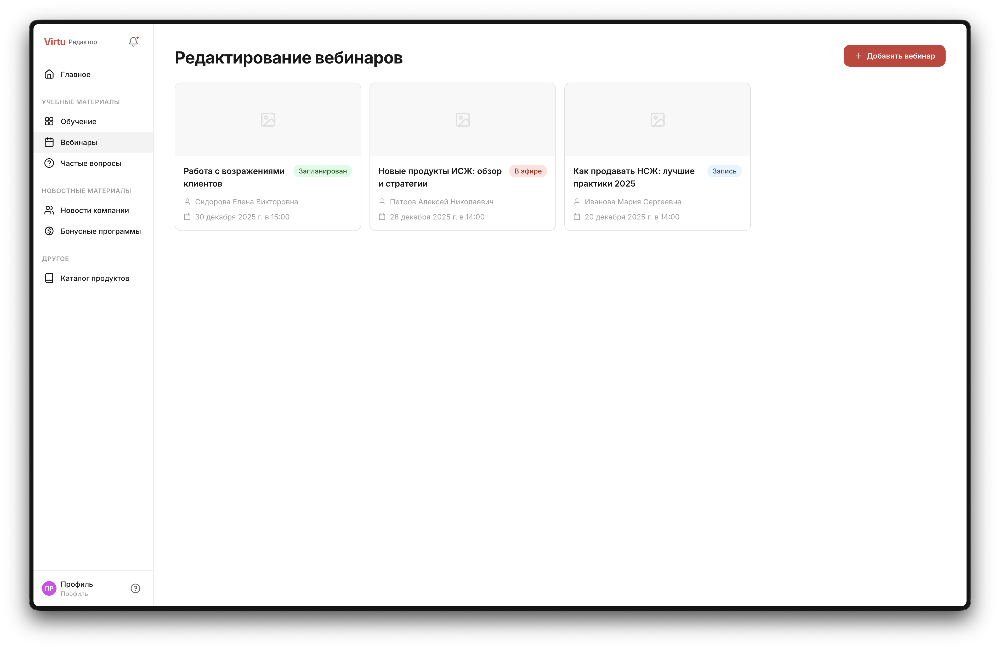 Virtu Редактор
Главное
УЧЕБНЫЕ МАТЕРИАЛЫ
Обучение
Вебинары
Частые вопросы
НОВОСТНЫЕ МАТЕРИАЛЫ
Новости компании
Бонусные программы
ДРУГОЕ
Каталог продуктов
ПР
Профиль
Профиль
Редактирование вебинаров
Добавить вебинар
Работа с возражениями
клиентов
Запланирован
Сидорова Елена Викторовна
30 декабря 2025 г. в 15:00
Новые продукты ИСЖ: обзор
и стратегии
В эфире
Петров Алексей Николаевич
28 декабря 2025 г. в 14:00
Как продавать НСЖ: лучшие
практики 2025
Запись
Иванова Мария Сергеевна
20 декабря 2025 г. в 14:00